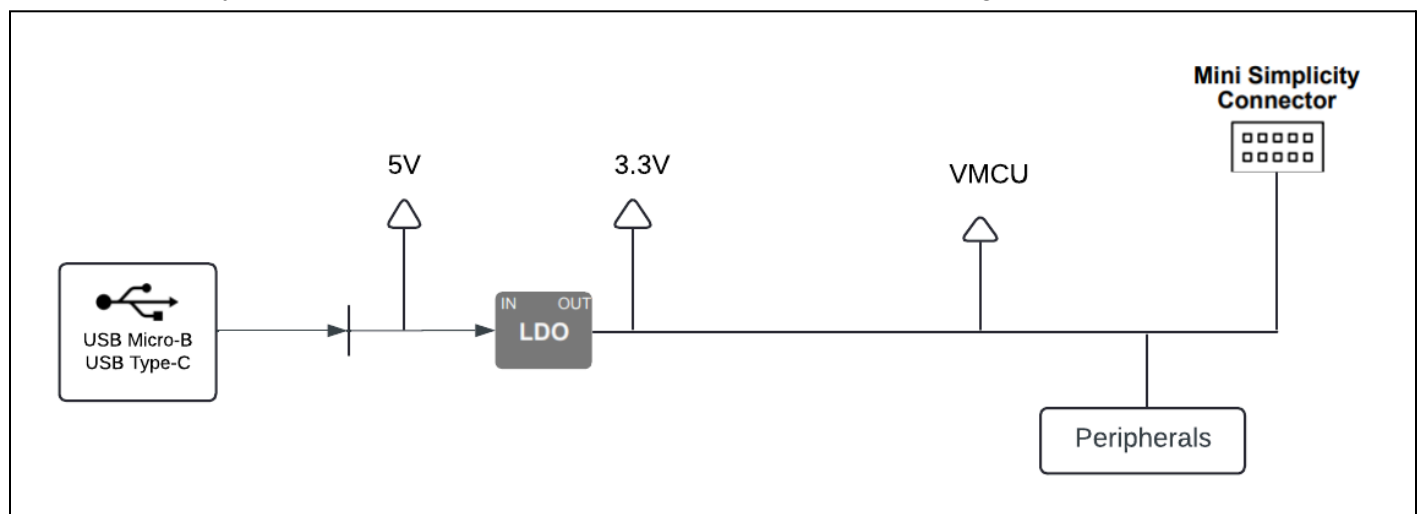 Mini Simplicity
Connector
5V
3.3V
VMCU
USB Micro-B
USB Type-C
IN OUT
LDO
Peripherals